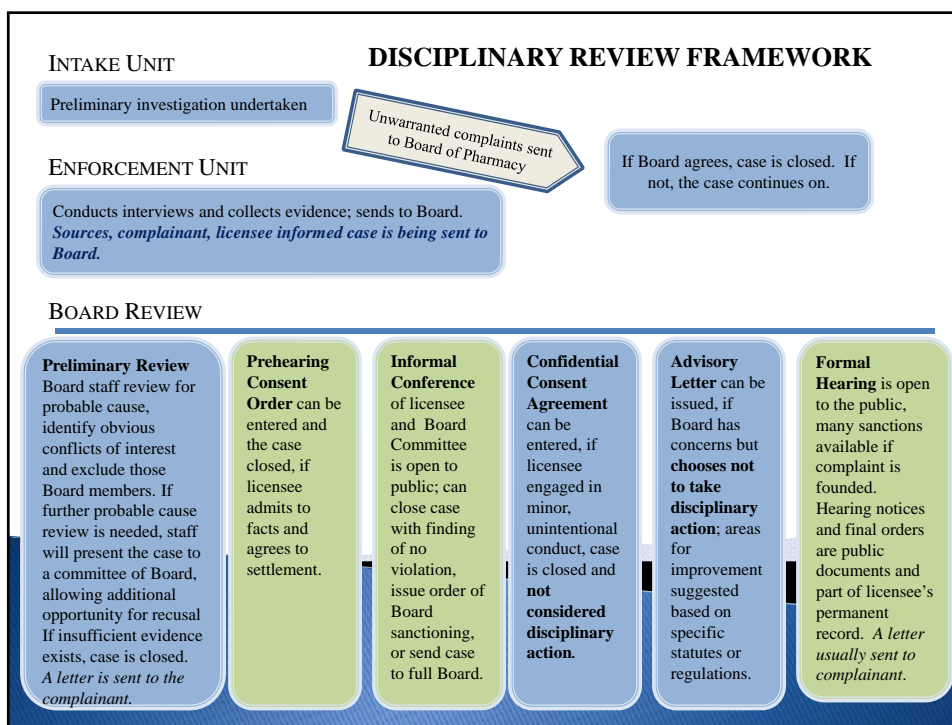 DISCIPLINARY REVIEW FRAMEWORK
INTAKE UNIT
Preliminary investigation undertaken
Unwarranted complaints sent
to Board of Pharmacy
If Board agrees, case is closed.  If
not, the case continues on.
ENFORCEMENT UNIT
Conducts interviews and collects evidence; sends to Board.
Sources, complainant, licensee informed case is being sent to
Board.
BOARD REVIEW
Preliminary Review
Board staff review for
probable cause,
identify obvious
conflicts of interest
and exclude those
Board members. If
further probable cause
review is needed, staff
will present the case to
a committee of Board,
allowing additional
opportunity for recusal
If insufficient evidence
exists, case is closed.
A letter is sent to the
complainant.
Prehearing
Consent
Order can be
entered and
the case
closed, if
licensee
admits to
facts and
agrees to
settlement.
Informal
Conference
of licensee
and Board
Committee
is open to
public; can
close case
with finding
of no
violation,
issue order of
Board
sanctioning,
or send case
to full Board.
Confidential
Consent
Agreement
can be
entered, if
licensee
engaged in
minor,
unintentional
conduct, case
is closed and
not
considered
disciplinary
action.
Advisory
Letter can be
issued, if
Board has
concerns but
chooses not
to take
disciplinary
action; areas
for
improvement
suggested
based on
specific
statutes or
regulations.
Formal
Hearing is open
to the public,
many sanctions
available if
complaint is
founded.
Hearing notices
and final orders
are public
documents and
part of licensee’s
permanent
record.  A letter
usually sent to
complainant.